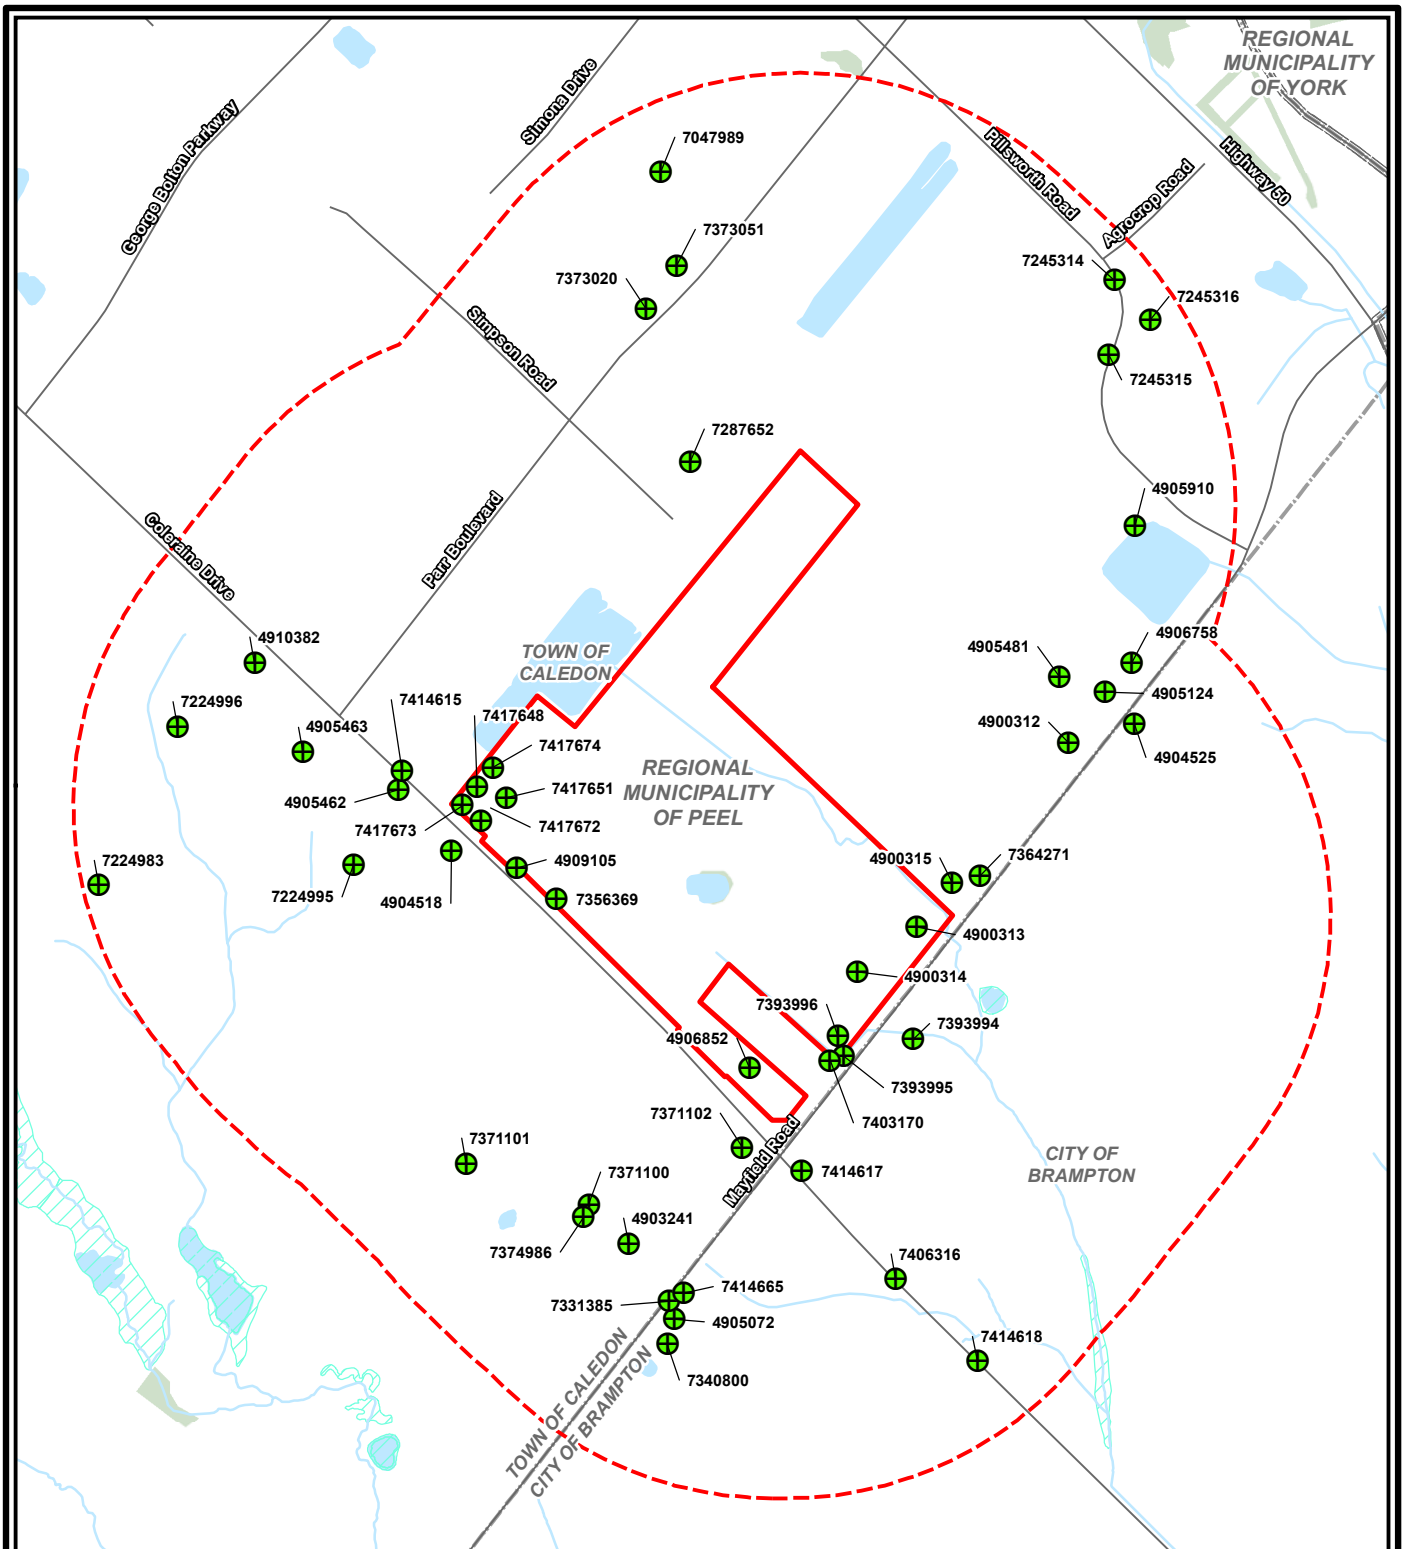 REGIONAL
MUNICIPALITY
OF YORK
George Bolton Parkway
Simona Drive
7047989
Pillsworth Road
Agrocrop Road
Highway 50
7373051
7373020
7245314
7245316
7245315
Simpson Road
7287652
Parr Boulevard
Coleraine Drive
4905910
4910382
TOWN OF
CALEDON
4905481
4906758
4905124
7224996
4905463
7414615
7417648
7417674
4900312
4904525
REGIONAL
MUNICIPALITY
OF PEEL
4905462
7417651
7417673
7417672
7224983
7224995
4904518
4909105
7356369
4900315
7364271
4900313
4900314
7393996
7393994
4906852
7393995
7403170
7371102
Mayfield Road
7371101
7414617
CITY OF
BRAMPTON
7371100
7374986
4903241
7406316
7414665
7331385
4905072
7414618
7340800
TOWN OF CALEDON
CITY OF BRAMPTON